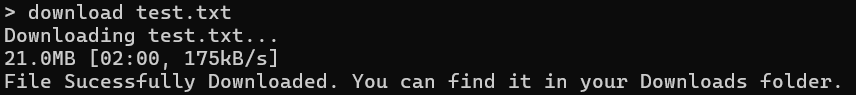 > download test.txt
Downloading test.txt...
21.0MB [02:00, 175kB/s]
File Sucessfully Downloaded. You can find it in your Downloads folder.